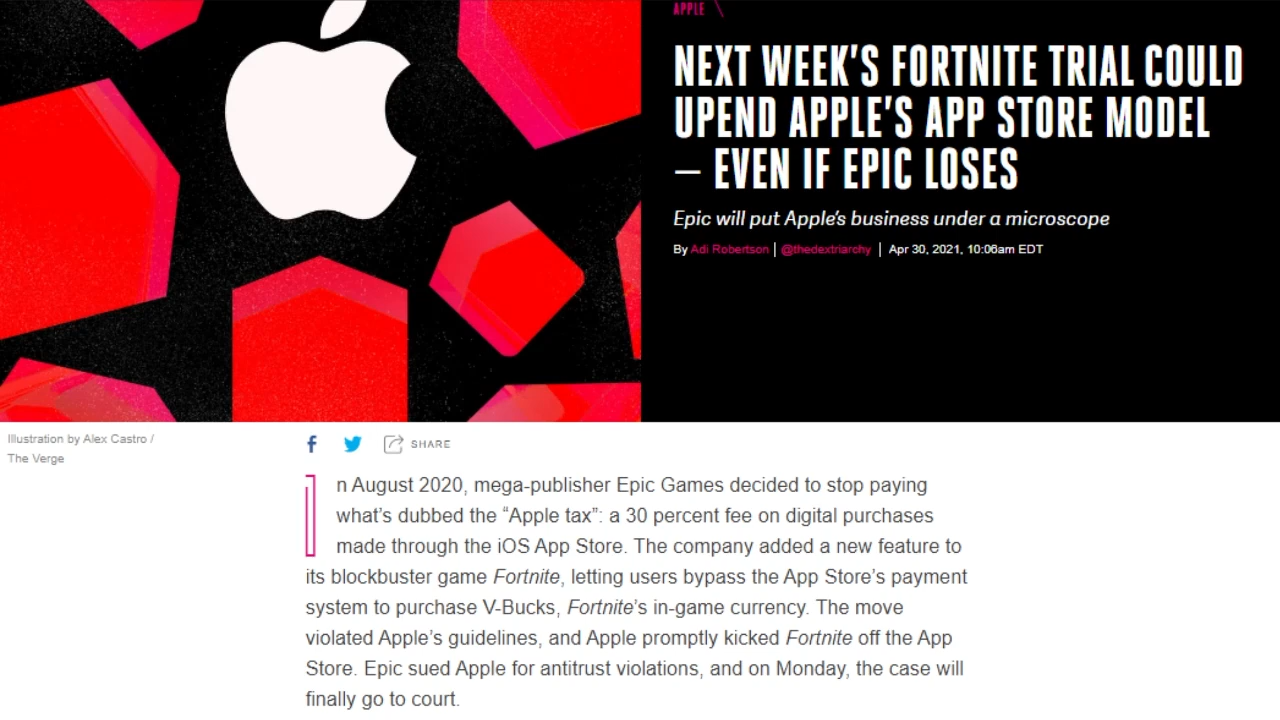 APPLE \
NEXT WEEK'S FORTNITE TRIAL COULD
UPEND APPLE'S APP STORE MODEL
— EVEN IF EPIC LOSES
Epic will put Apple's business under a microscope
By Adi Robertson | @thedextriarchy | Apr 30, 2021, 10:06am EDT
Illustration by Alex Castro /
The Verge
f SHARE
In August 2020, mega-publisher Epic Games decided to stop paying
what's dubbed the “Apple tax”: a 30 percent fee on digital purchases
made through the iOS App Store. The company added a new feature to
its blockbuster game Fortnite, letting users bypass the App Store's payment
system to purchase V-Bucks, Fortnite's in-game currency. The move
violated Apple's guidelines, and Apple promptly kicked Fortnite off the App
Store. Epic sued Apple for antitrust violations, and on Monday, the case will
finally go to court.